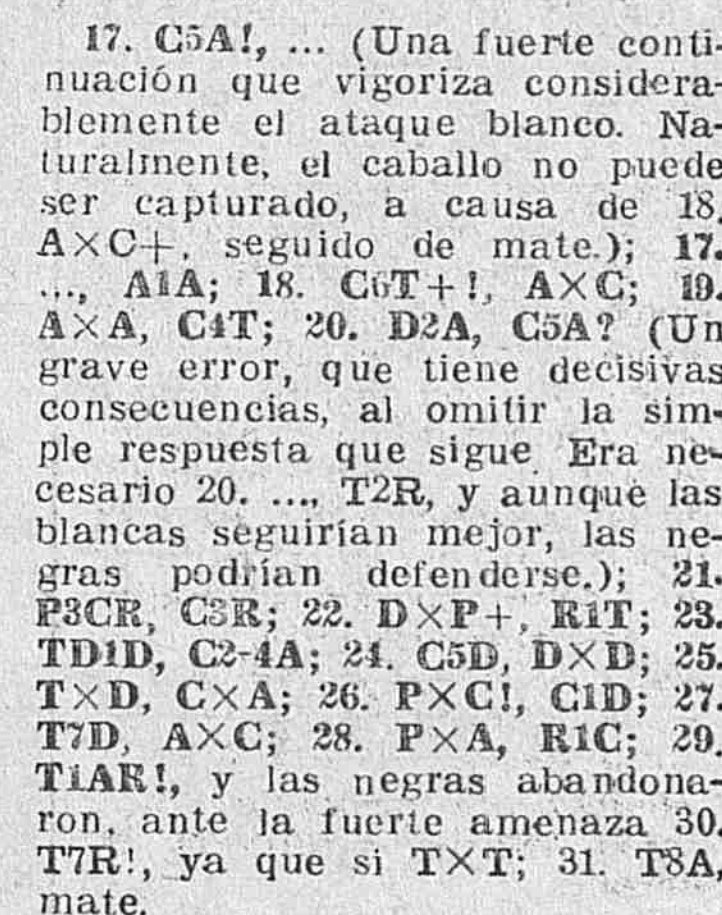 17. C5A!, ... (Una fuerte conti-
nuación que vigoriza considera-
blemente el ataque blanco. Na-
turalmente, el caballo no puede
ser capturado, a causa de 18.
A×C+, seguido de mate.); 17.
..., A1A; 18. C6T+!, A×C; 19.
A×A, C4T; 20. D2A, C5A? (Un
grave error, que tiene decisivas
consecuencias, al omitir la sim-
ple respuesta que sigue. Era ne-
cesario 20. ..., T2R, y aunque las
blancas seguirían mejor, las ne-
gras podrían defenderse.); 21.
P3CR, C3R; 22. D×P+, R1T; 23.
TD1D, C2-4A; 24. C5D, D×D; 25.
T×D, C×A; 26. P×C!, C1D; 27.
T7D, A×C; 28. P×A, R1C; 29.
T1AR!, y las negras abandona-
ron, ante la fuerte amenaza 30.
T7R!, ya que si T×T; 31. T8A,
mate.